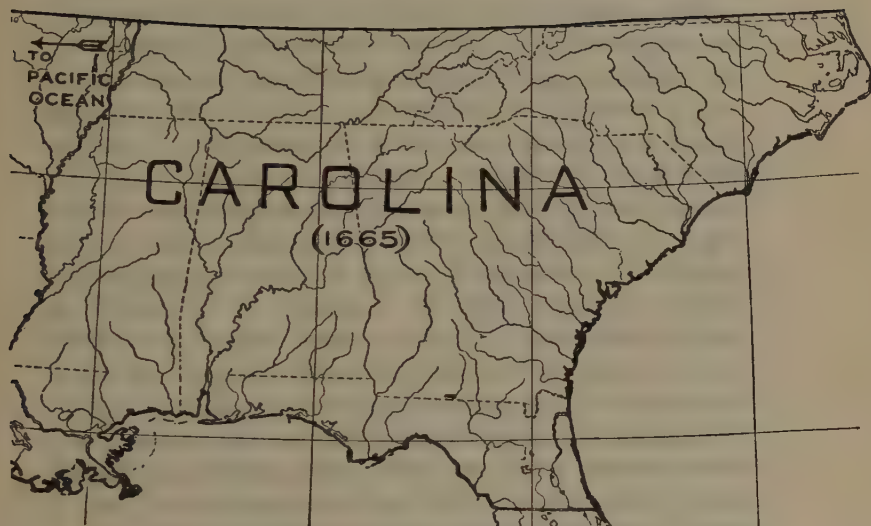 TO
PACIFIC
OCEAN
CAROLINA
(1665)